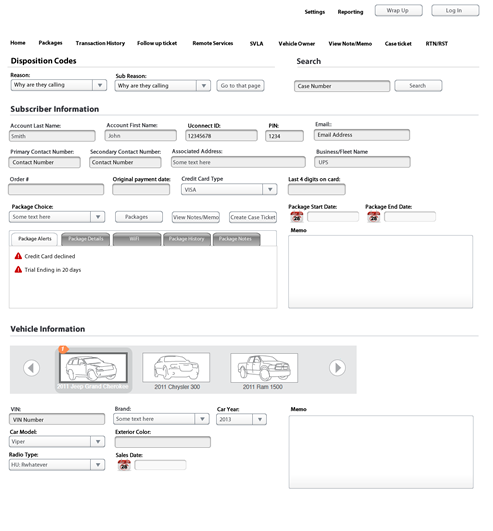 Settings Reporting Wrap Up Log In
Home Packages Transaction History Follow up ticket Remote Services SVLA Vehicle Owner View Note/Memo Case ticket RTN/RST
Disposition Codes Search
Reason: Sub Reason:
Why are they calling Why are they calling Go to that page Case Number Search
Subscriber Information
Account Last Name: Account First Name: Uconnect ID: PIN: Email:
Smith John 12345678 1234 Email Address
Primary Contact Number: Secondary Contact Number: Associated Address: Business/Fleet Name
Contact Number Contact Number Some text here UPS
Order # Original payment date: Credit Card Type Last 4 digits on card:
VISA
Package Choice: Package Start Date: Package End Date:
Some text here Packages View Notes/Memo Create Case Ticket 28 28
Memo
Package Alerts Package Details WiFi Package History Package Notes
Credit Card declined
Trial Ending in 20 days
Vehicle Information
2011 Jeep Grand Cherokee 2011 Chrysler 300 2011 Ram 1500
VIN: Brand: Car Year: Memo
VIN Number Some text here 2013
Car Model: Exterior Color:
Viper
Radio Type: Sales Date:
HU: Rwhatever 28